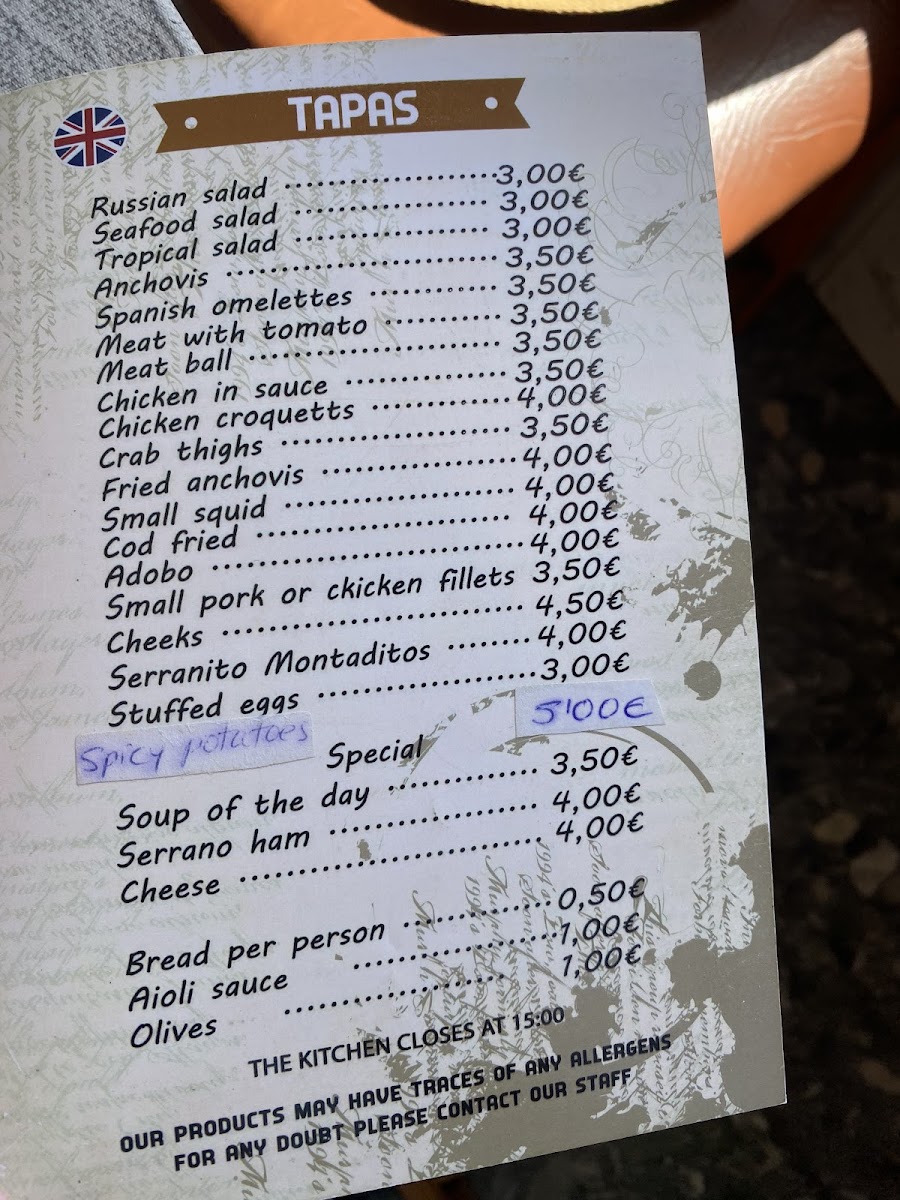 TAPAS
Russian salad ........................ 3,00€
Seafood salad ........................ 3,00€
Tropical salad ........................ 3,00€
Anchovis ........................ 3,50€
Spanish omelettes ............ 3,50€
Meat with tomato ............ 3,50€
Meat ball ........................ 3,50€
Chicken in sauce ............ 3,50€
Chicken croquetts ............ 4,00€
Crab thighs ........................ 3,50€
Fried anchovis ........................ 4,00€
Small squid ........................ 4,00€
Cod fried ........................ 4,00€
Adobo ........................ 4,00€
Small pork or chicken fillets 3,50€
Cheeks ........................ 4,50€
Serranito Montaditos ........ 4,00€
Stuffed eggs ........................ 3,00€
Spicy potatoes 5'00€
Special
Soup of the day ............ 3,50€
Serrano ham ........................ 4,00€
Cheese ........................ 4,00€
Bread per person ............ 0,50€
Aioli sauce ........................ 1,00€
Olives ........................ 1,00€
THE KITCHEN CLOSES AT 15:00
OUR PRODUCTS MAY HAVE TRACES OF ANY ALLERGENS
FOR ANY DOUBT PLEASE CONTACT OUR STAFF